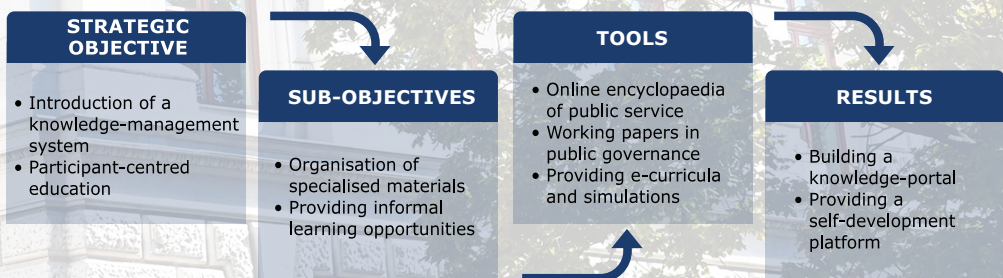 STRATEGIC
OBJECTIVE
• Introduction of a
knowledge-management
system
• Participant-centred
education
SUB-OBJECTIVES
• Organisation of
specialised materials
• Providing informal
learning opportunities
TOOLS
• Online encyclopaedia
of public service
• Working papers in
public governance
• Providing e-curricula
and simulations
RESULTS
• Building a
knowledge-portal
• Providing a
self-development
platform